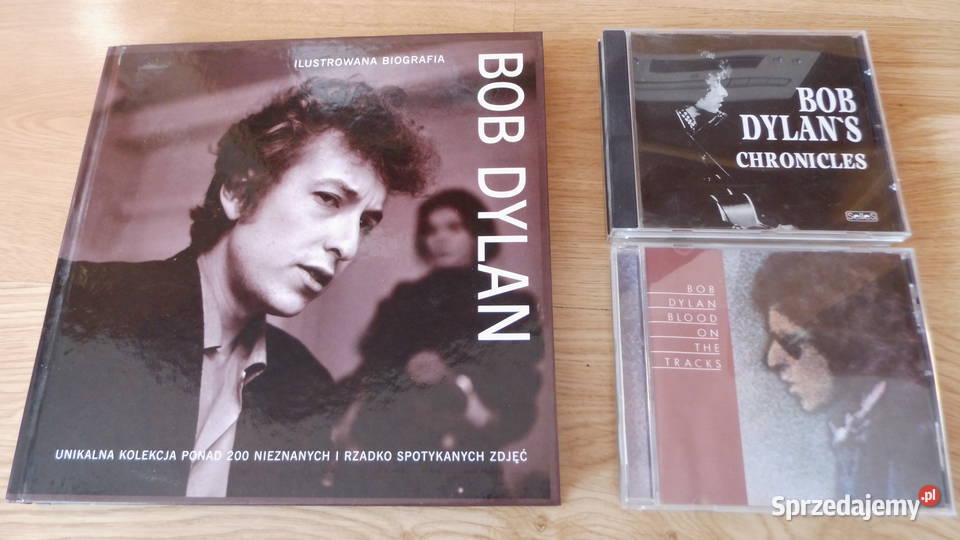 ILUSTROWANA BIOGRAFIA
BOB DYLAN
UNIKALNA KOLEKCJA PONAD 200 NIEZNANYCH I RZADKO SPOTYKANYCH ZDJĘĆ
BOB
DYLAN`S
CHRONICLES
BOB
DYLAN
BLOOD
ON
THE
TRACKS
Sprzedajemy.pl